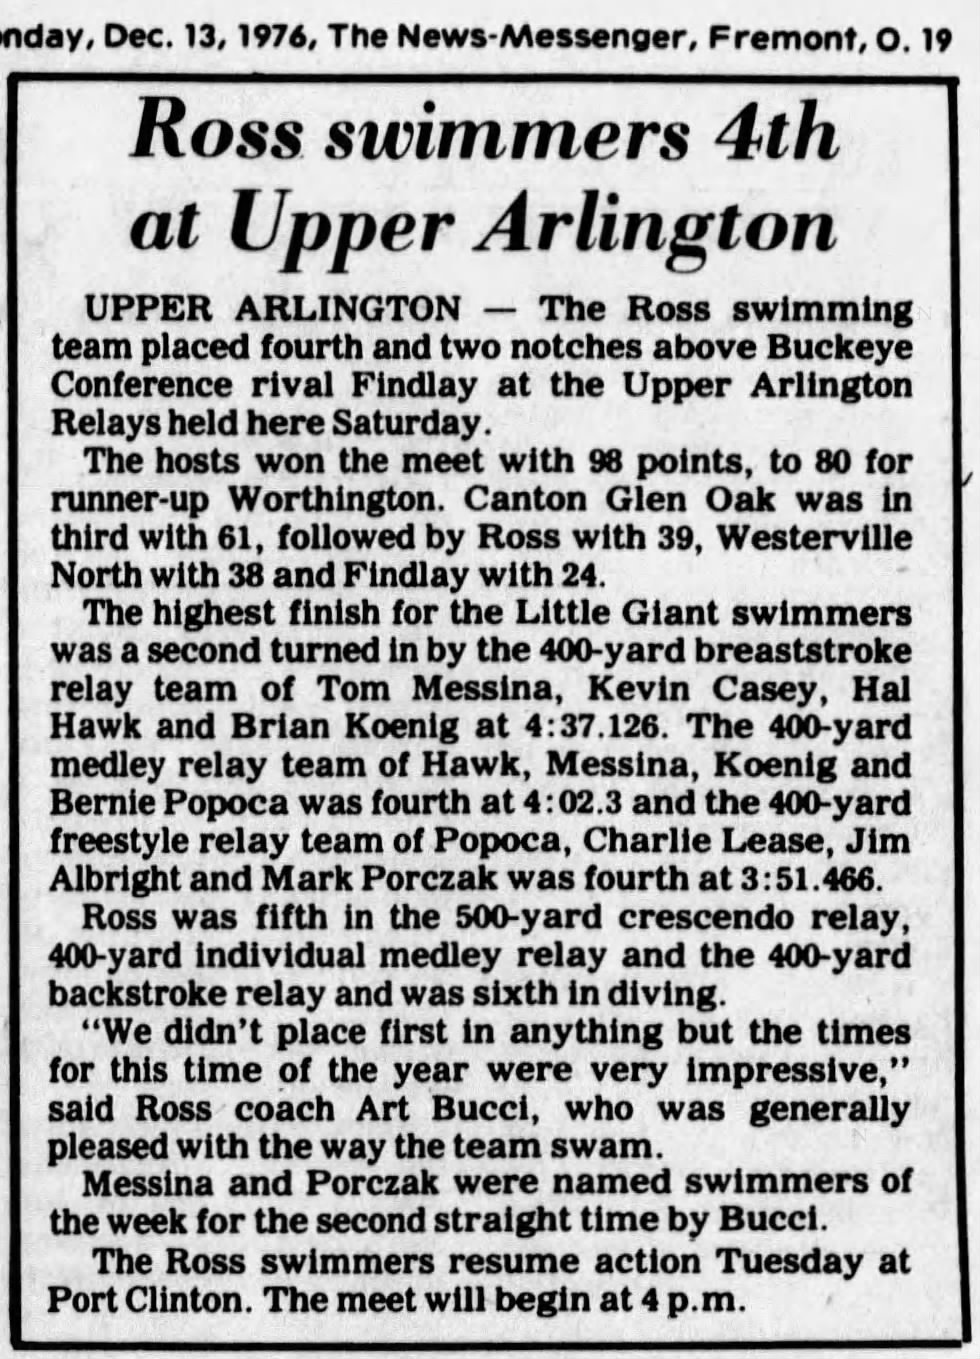 nday, Dec. 13, 1976, The News-Messenger, Fremont, O. 19
Ross swimmers 4th
at Upper Arlington
UPPER ARLINGTON — The Ross swimming
team placed fourth and two notches above Buckeye
Conference rival Findlay at the Upper Arlington
Relays held here Saturday.
The hosts won the meet with 98 points, to 80 for
runner-up Worthington. Canton Glen Oak was in
third with 61, followed by Ross with 39, Westerville
North with 38 and Findlay with 24.
The highest finish for the Little Giant swimmers
was a second turned in by the 400-yard breaststroke
relay team of Tom Messina, Kevin Casey, Hal
Hawk and Brian Koenig at 4:37.126. The 400-yard
medley relay team of Hawk, Messina, Koenig and
Bernie Popoca was fourth at 4:02.3 and the 400-yard
freestyle relay team of Popoca, Charlie Lease, Jim
Albright and Mark Porczak was fourth at 3:51.466.
Ross was fifth in the 500-yard crescendo relay,
400-yard individual medley relay and the 400-yard
backstroke relay and was sixth in diving.
"We didn't place first in anything but the times
for this time of the year were very impressive,"
said Ross coach Art Bucci, who was generally
pleased with the way the team swam.
Messina and Porczak were named swimmers of
the week for the second straight time by Bucci.
The Ross swimmers resume action Tuesday at
Port Clinton. The meet will begin at 4 p.m.